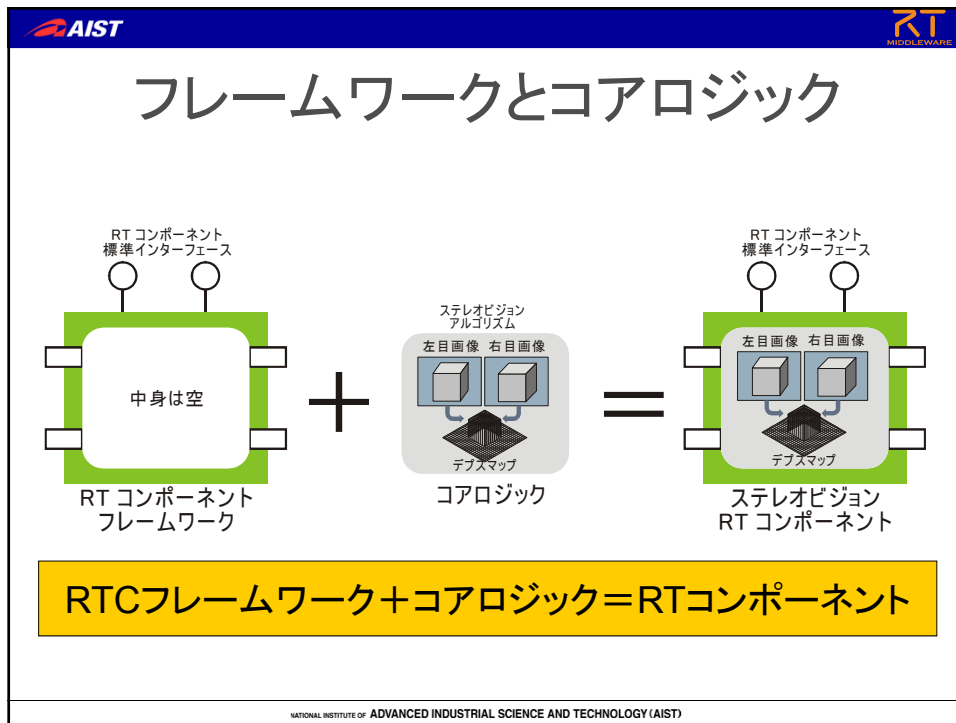 AIST
RT
MIDDLEWARE
フレームワークとコアロジック
RT コンポーネント
標準インターフェース
中身は空
RT コンポーネント
フレームワーク
＋
ステレオビジョン
アルゴリズム
左目画像 右目画像
デプスマップ
コアロジック
＝
RT コンポーネント
標準インターフェース
左目画像 右目画像
デプスマップ
ステレオビジョン
RT コンポーネント
RTCフレームワーク＋コアロジック＝RTコンポーネント
NATIONAL INSTITUTE OF ADVANCED INDUSTRIAL SCIENCE AND TECHNOLOGY (AIST)